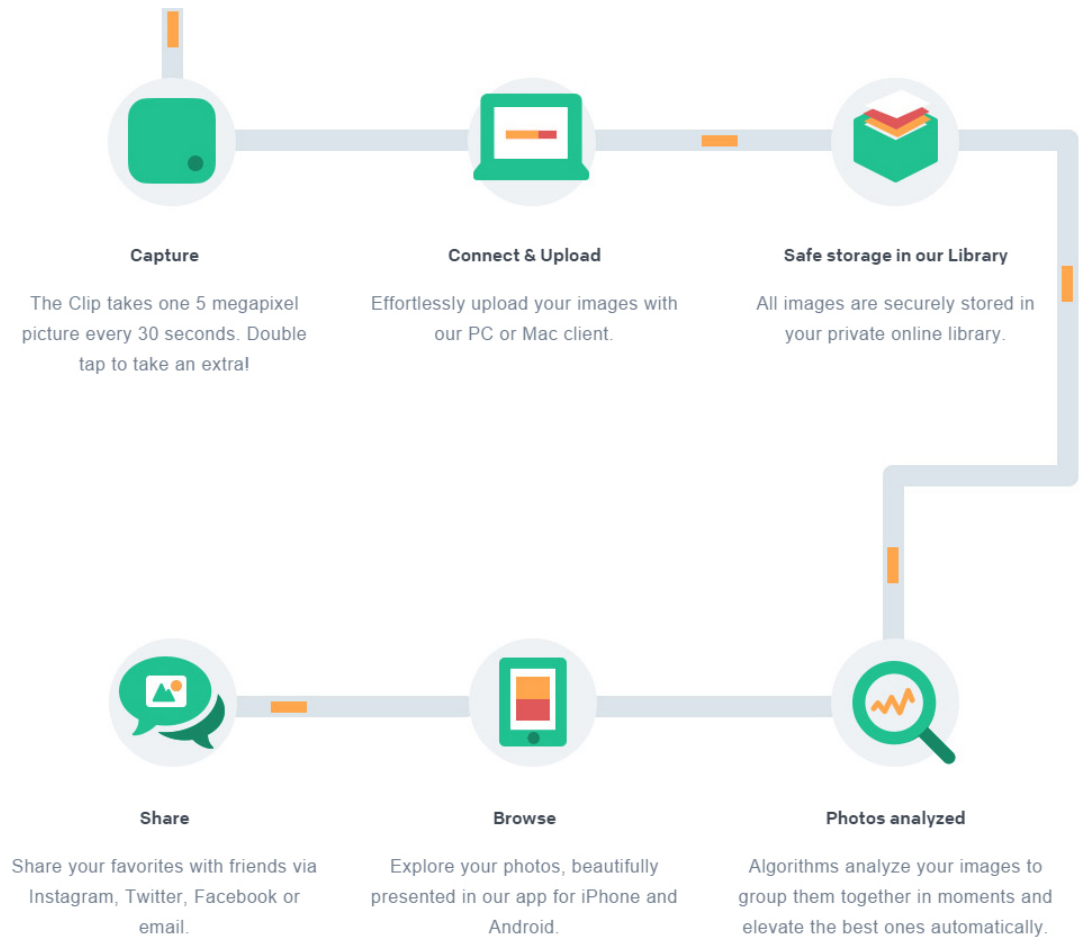 Capture
The Clip takes one 5 megapixel
picture every 30 seconds. Double
tap to take an extra!
Connect & Upload
Effortlessly upload your images with
our PC or Mac client.
Safe storage in our Library
All images are securely stored in
your private online library.
Photos analyzed
Algorithms analyze your images to
group them together in moments and
elevate the best ones automatically.
Browse
Explore your photos, beautifully
presented in our app for iPhone and
Android.
Share
Share your favorites with friends via
Instagram, Twitter, Facebook or
email.